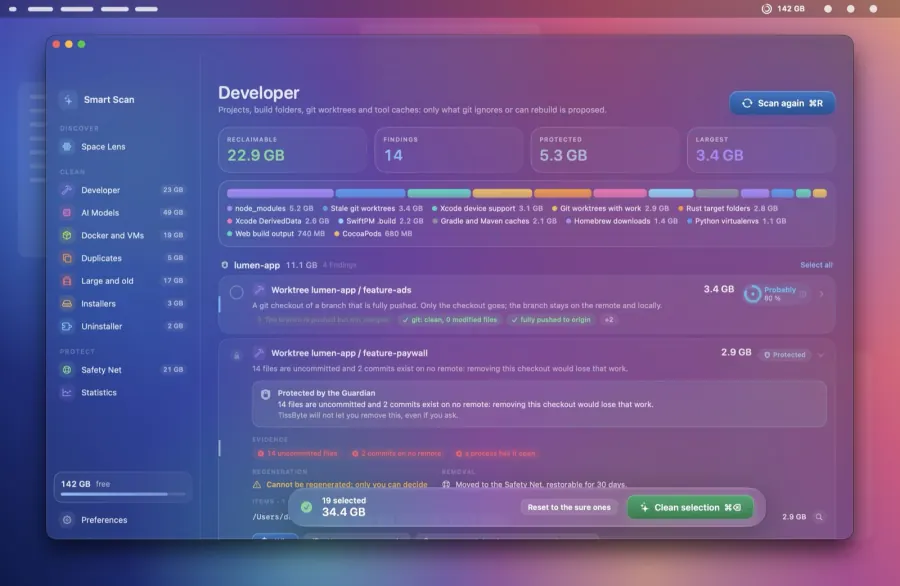 142 GB
Smart Scan
DISCOVER
Space Lens
CLEAN
Developer 23 GB
AI Models 49 GB
Docker and VMs 19 GB
Duplicates 5 GB
Large and old 17 GB
Installers 3 GB
Uninstaller 2 GB
PROTECT
Safety Net 21 GB
Statistics
142 GB free
Preferences
Developer
Projects, build folders, git worktrees and tool caches: only what git ignores or can rebuild is proposed.
Scan again ⌘R
RECLAIMABLE
22.9 GB
FINDINGS
14
PROTECTED
5.3 GB
LARGEST
3.4 GB
node_modules 5.2 GB Stale git worktrees 3.4 GB Xcode device support 3.1 GB Git worktrees with work 2.9 GB Rust target folders 2.8 GB
Xcode DerivedData 2.6 GB SwiftPM .build 2.2 GB Gradle and Maven caches 2.1 GB Homebrew downloads 1.4 GB Python virtualenvs 1.1 GB
Web build output 740 MB CocoaPods 680 MB
lumen-app 11.1 GB 4 findings Select all
Worktree lumen-app / feature-ads 3.4 GB Probably
80 %
A git checkout of a branch that is fully pushed. Only the checkout goes; the branch stays on the remote and locally.
git: clean, 0 modified files fully pushed to origin +2
Worktree lumen-app / feature-paywall 2.9 GB Protected
14 files are uncommitted and 2 commits exist on no remote: removing this checkout would lose that work.
Protected by the Guardian
14 files are uncommitted and 2 commits exist on no remote: removing this checkout would lose that work.
TissByte will not let you remove this, even if you ask.
EVIDENCE
14 uncommitted files 2 commits on no remote a process has it open
REGENERATION REMOVAL
Cannot be regenerated: only you can decide Moved to the Safety Net, restorable for 30 days.
ITEMS
19 selected
34.4 GB
Reset to the sure ones
Clean selection ⌘⌫
2.9 GB